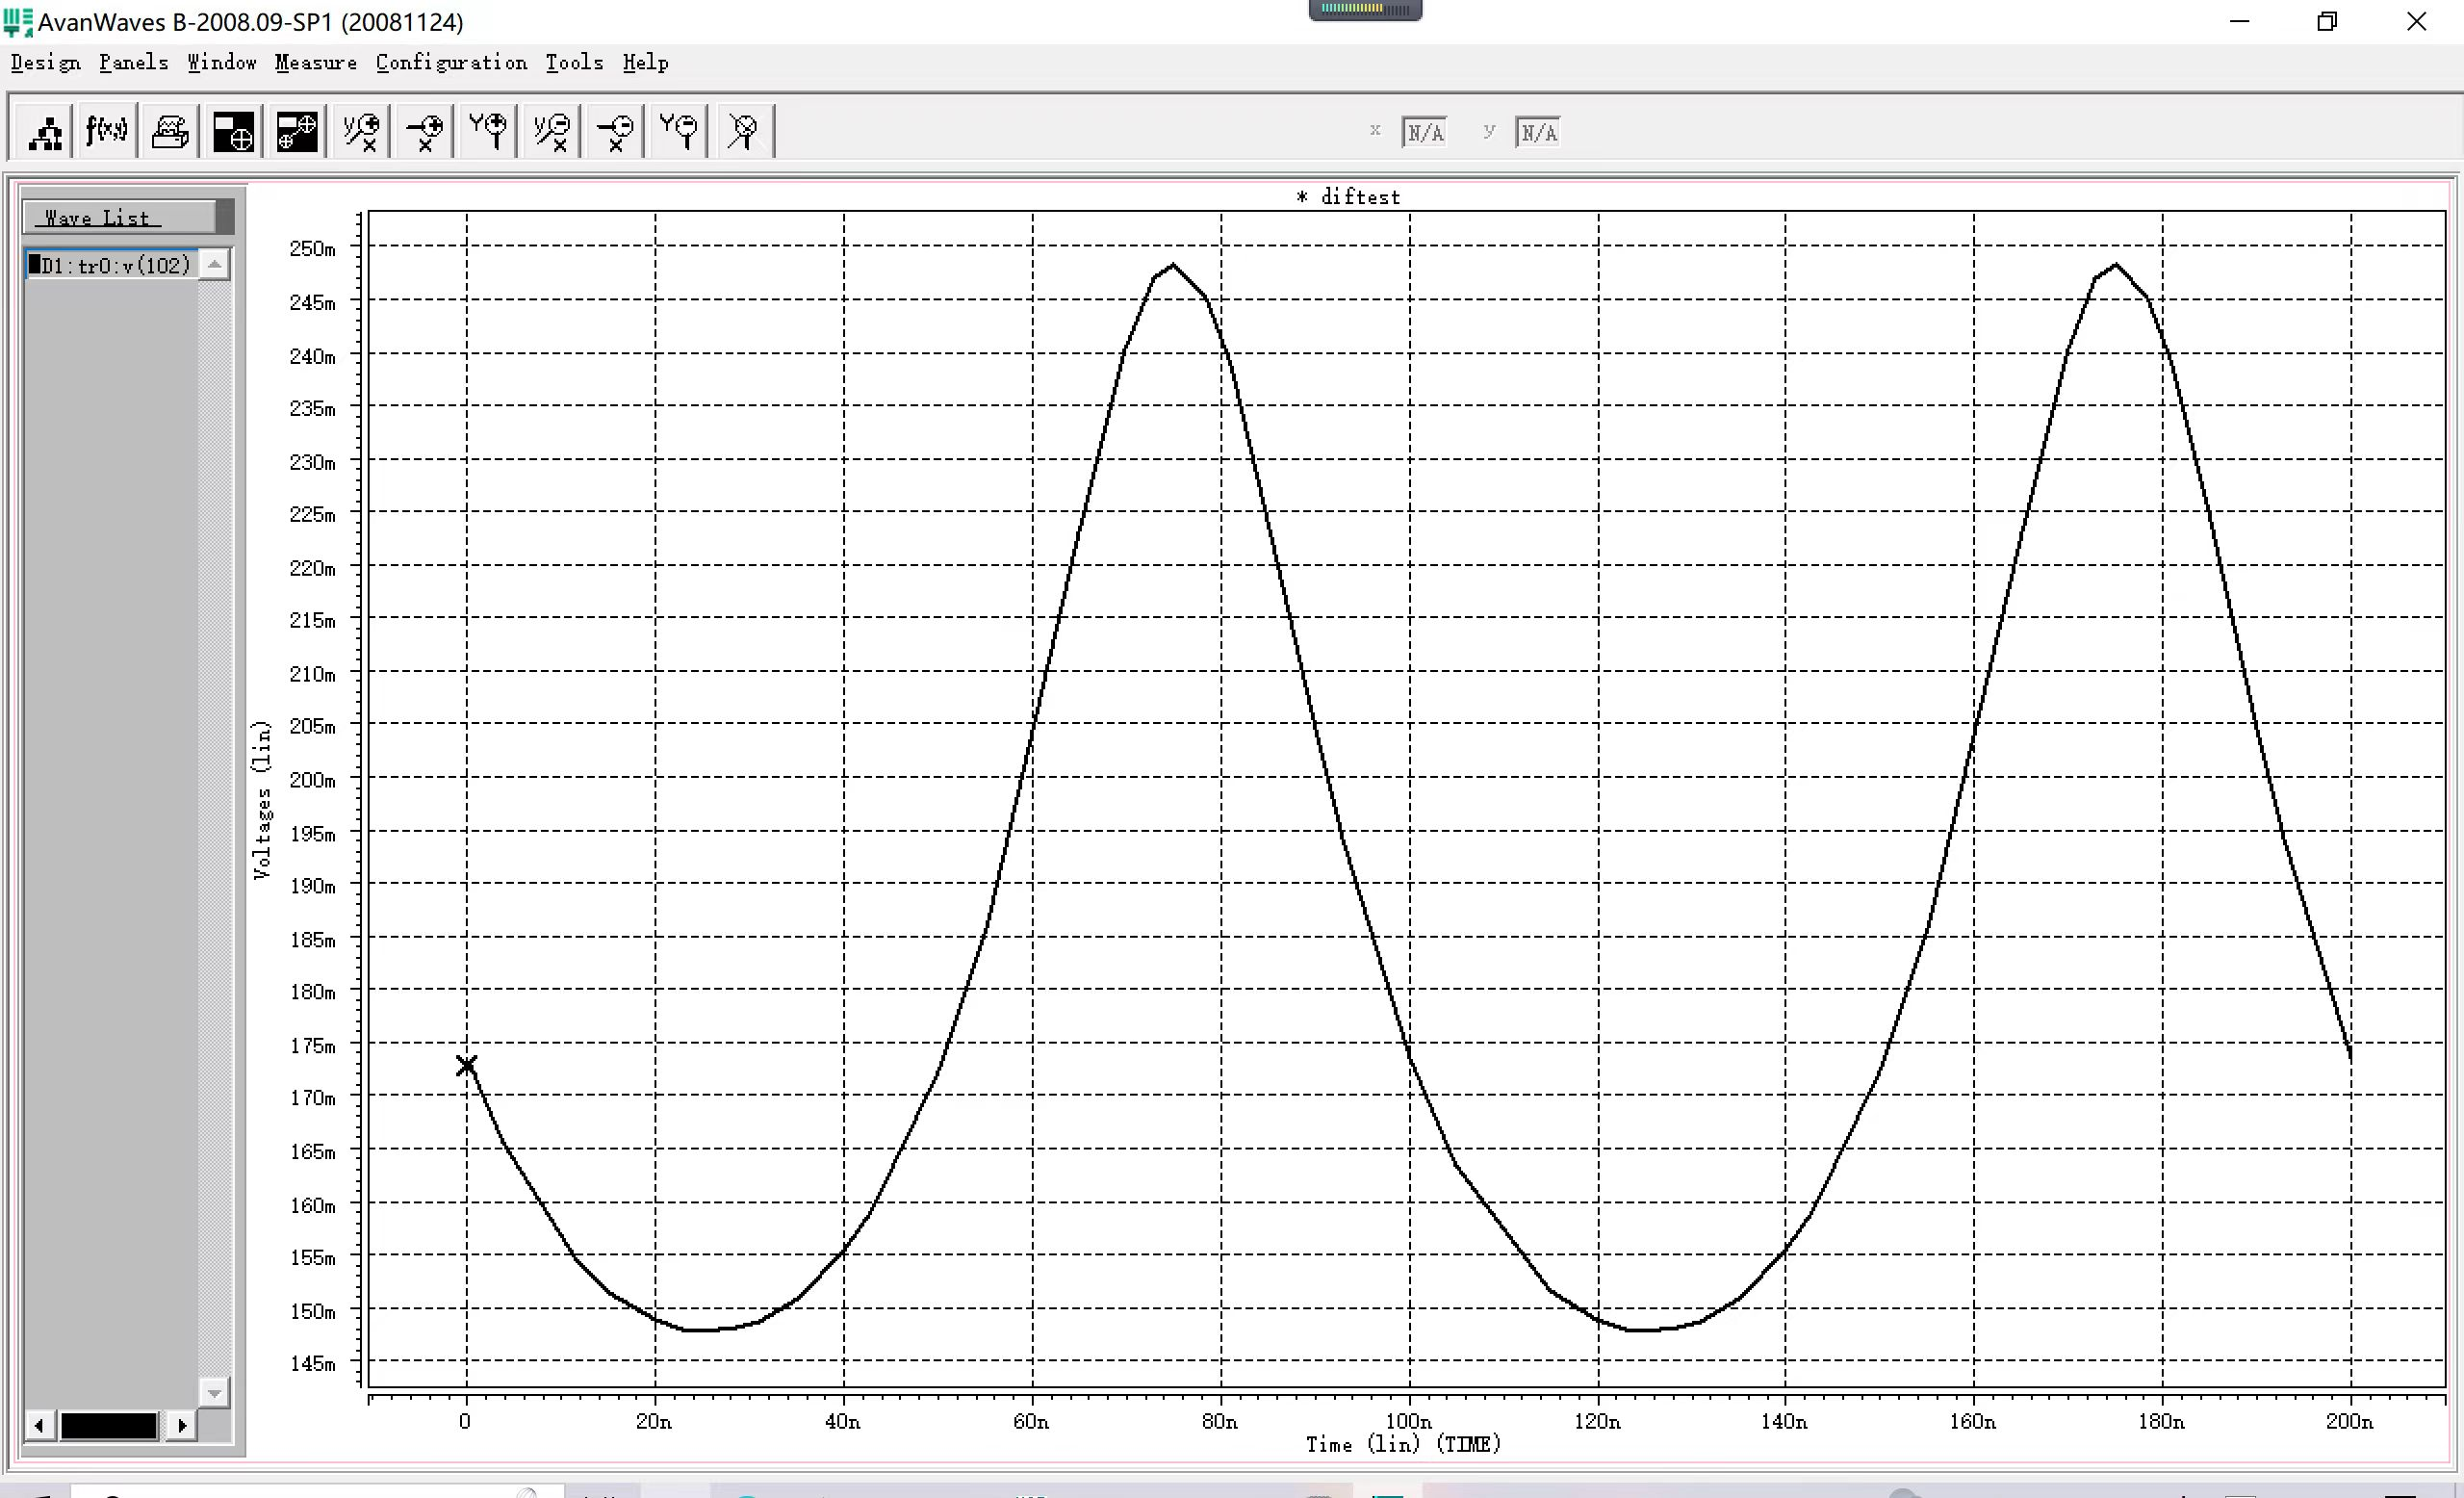 AvanWaves B-2008.09-SP1 (20081124)
Design Panels Window Measure Configuration Tools Help
f(x,y)
x N/A y N/A
* diftest
Wave List
D1:tr0:v(102)
250m
245m
240m
235m
230m
225m
220m
215m
210m
205m
200m
195m
190m
185m
180m
175m
170m
165m
160m
155m
150m
145m
Voltages (lin)
0 20n 40n 60n 80n 100n 120n 140n 160n 180n 200n
Time (lin) (TIME)